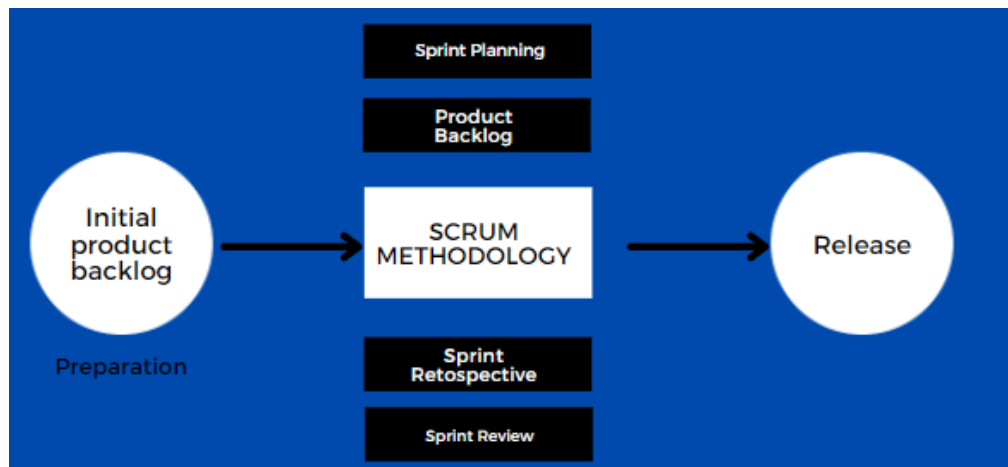 Sprint Planning
Product
Backlog
Initial
product
backlog
SCRUM
METHODOLOGY
Release
Preparation
Sprint
Retospective
Sprint Review